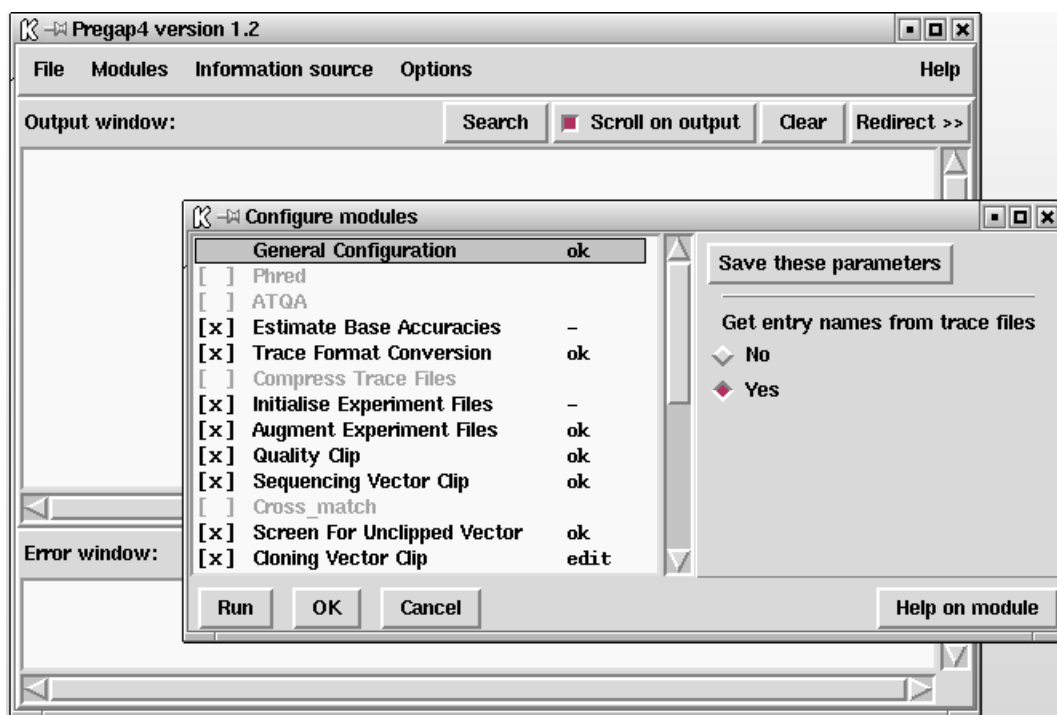 Pregap4 version 1.2
File Modules Information source Options Help
Output window: Search Scroll on output Clear Redirect >>
Configure modules
General Configuration ok
[ ] Phred
[ ] ATQA
[x] Estimate Base Accuracies -
[x] Trace Format Conversion ok
[ ] Compress Trace Files
[x] Initialise Experiment Files -
[x] Augment Experiment Files ok
[x] Quality Clip ok
[x] Sequencing Vector Clip ok
[ ] Cross_match
[x] Screen For Unclipped Vector ok
[x] Cloning Vector Clip edit
Save these parameters
Get entry names from trace files
No
Yes
Error window:
Run OK Cancel Help on module